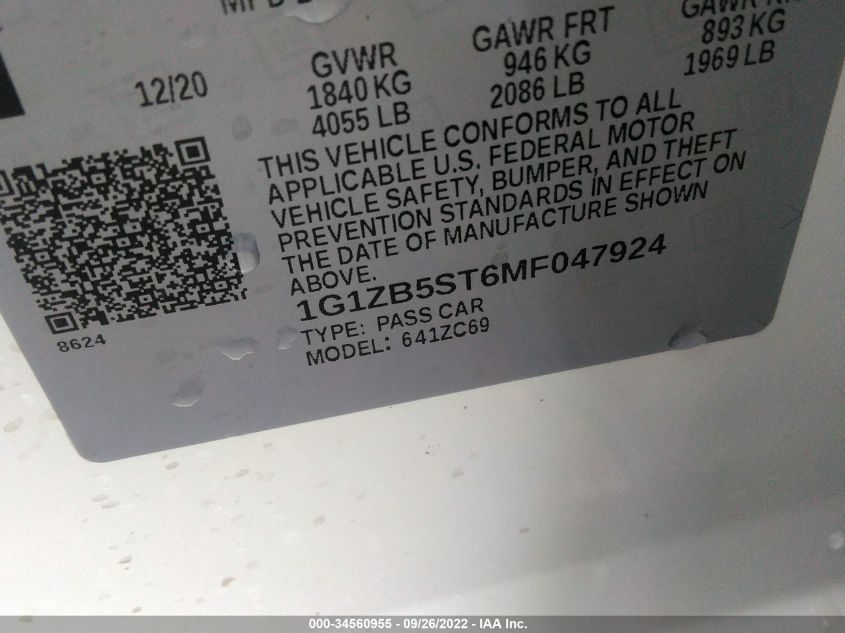 12/20
GVWR
1840 KG
4055 LB
GAWR FRT
946 KG
2086 LB
GAWR
893 KG
1969 LB
THIS VEHICLE CONFORMS TO ALL
APPLICABLE U.S. FEDERAL MOTOR
VEHICLE SAFETY, BUMPER, AND THEFT
PREVENTION STANDARDS IN EFFECT ON
THE DATE OF MANUFACTURE SHOWN
ABOVE.
1G1ZB5ST6MF047924
TYPE: PASS CAR
MODEL: 641ZC69
8624
000-34560955 - 09/26/2022 - IAA Inc.